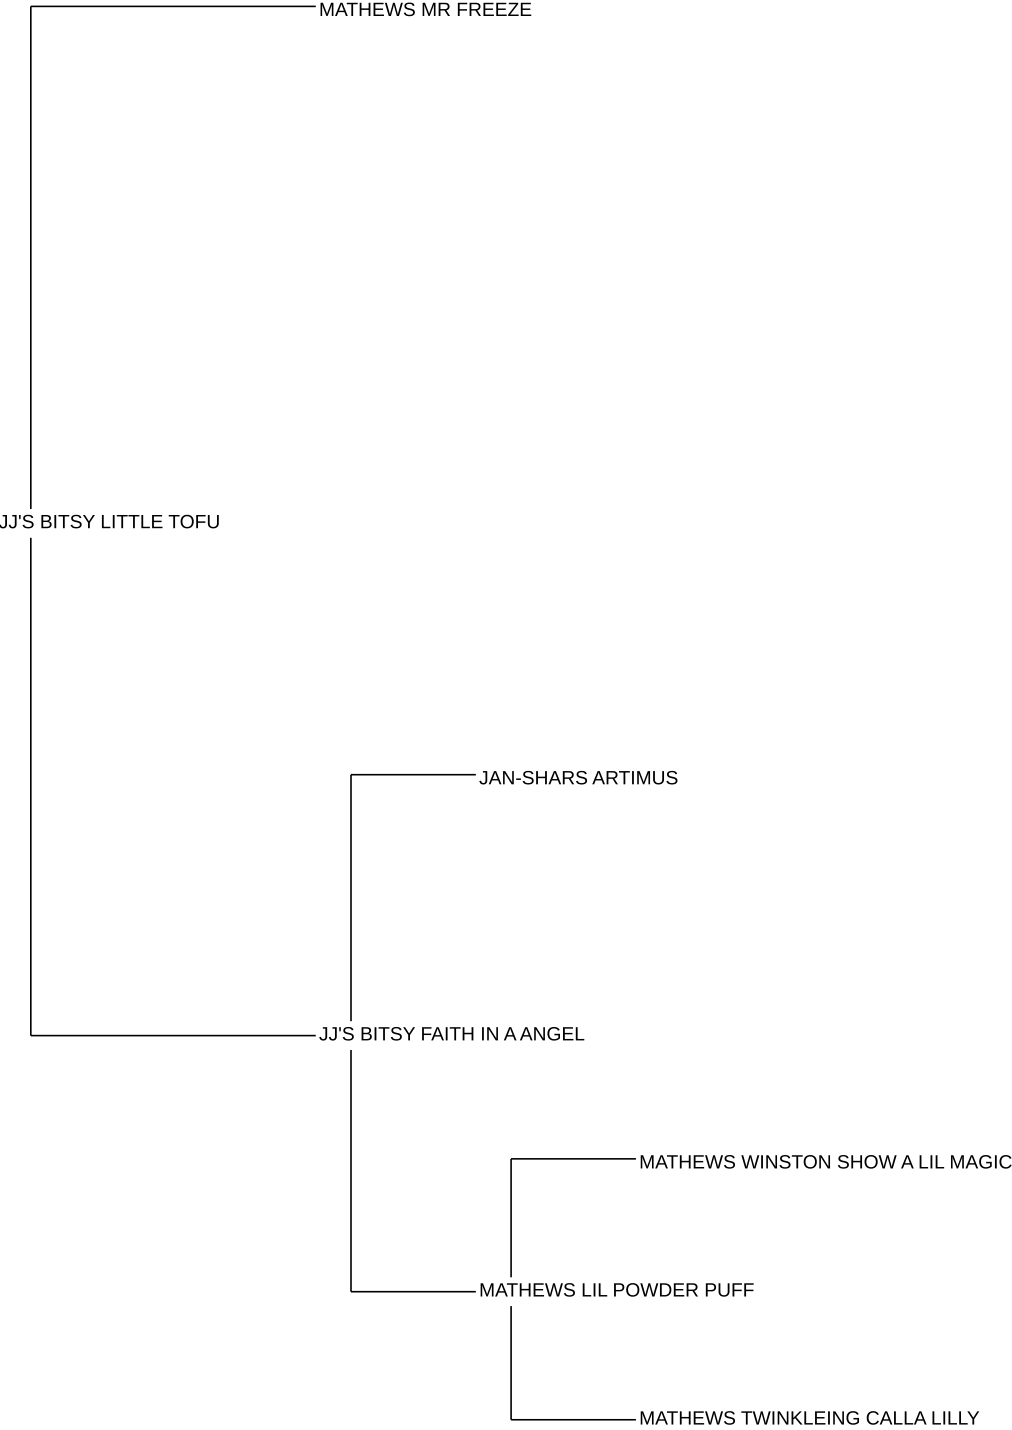 MATHEWS MR FREEZE
JJ'S BITSY LITTLE TOFU
JAN-SHARS ARTIMUS
JJ'S BITSY FAITH IN A ANGEL
MATHEWS WINSTON SHOW A LIL MAGIC
MATHEWS LIL POWDER PUFF
MATHEWS TWINKLEING CALLA LILLY